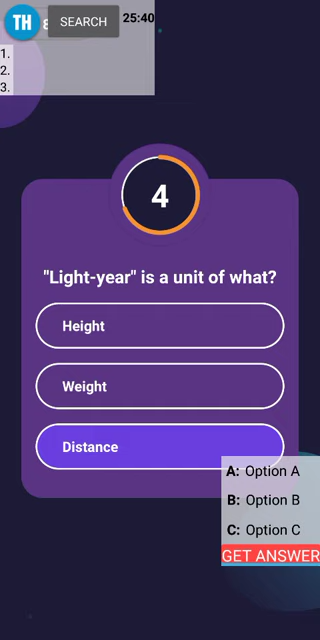 TH
SEARCH
25:40
1.
2.
3.
4
"Light-year" is a unit of what?
Height
Weight
Distance
A: Option A
B: Option B
C: Option C
GET ANSWER